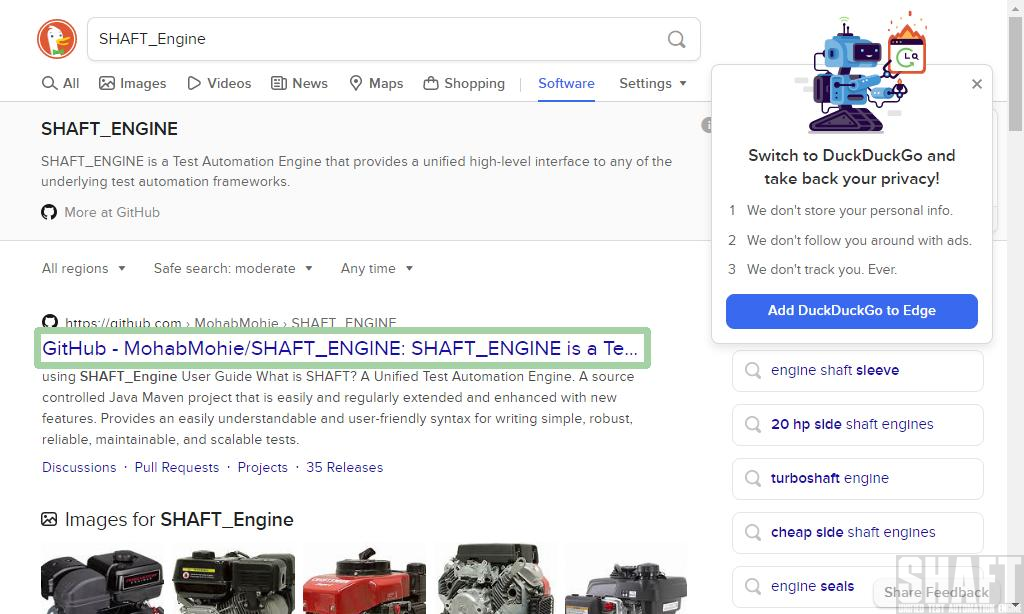 SHAFT_Engine
All Images Videos News Maps Shopping Software Settings
SHAFT_ENGINE
SHAFT_ENGINE is a Test Automation Engine that provides a unified high-level interface to any of the
underlying test automation frameworks.
More at GitHub
All regions Safe search: moderate Any time
https://github.com › MohabMohie › SHAFT_ENGINE
GitHub - MohabMohie/SHAFT_ENGINE: SHAFT_ENGINE is a Te...
using SHAFT_Engine User Guide What is SHAFT? A Unified Test Automation Engine. A source
controlled Java Maven project that is easily and regularly extended and enhanced with new
features. Provides an easily understandable and user-friendly syntax for writing simple, robust,
reliable, maintainable, and scalable tests.
Discussions · Pull Requests · Projects · 35 Releases
Images for SHAFT_Engine
Switch to DuckDuckGo and
take back your privacy!
1 We don't store your personal info.
2 We don't follow you around with ads.
3 We don't track you. Ever.
Add DuckDuckGo to Edge
engine shaft sleeve
20 hp side shaft engines
turboshaft engine
cheap side shaft engines
engine seals
SHAFT
Share Feedback